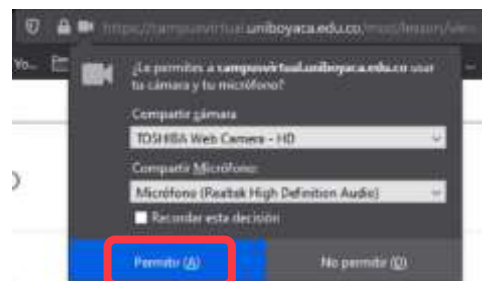 https://campusvirtual.uniboyaca.edu.co/mod/lesson/view
¿Le permites a campusvirtual.uniboyaca.edu.co usar
tu cámara y tu micrófono?
Compartir cámara
TOSHIBA Web Camera - HD
Compartir Micrófono:
Micrófono (Realtek High Definition Audio)
Recordar esta decisión
Permitir (A)
No permitir (D)